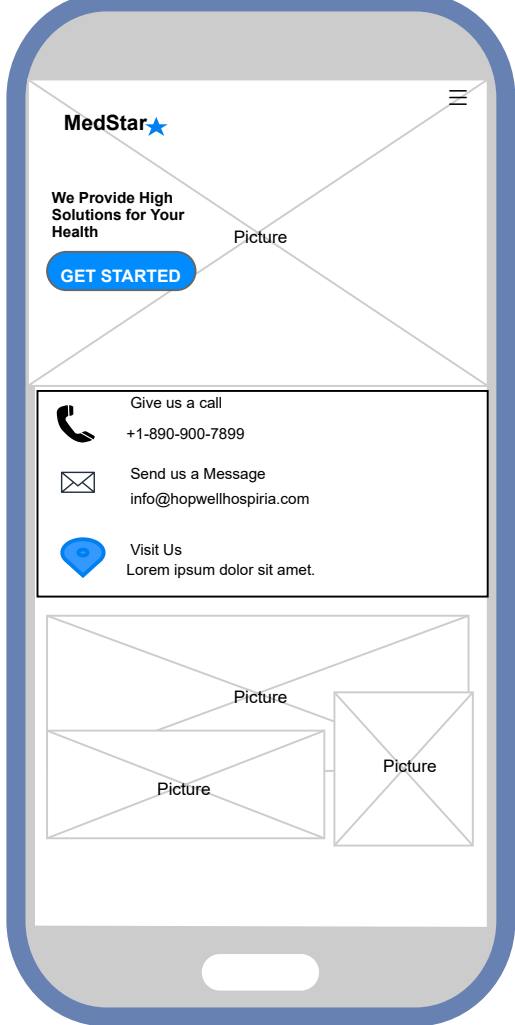 MedStar
We Provide High
Solutions for Your
Health
Picture
GET STARTED
Give us a call
+1-890-900-7899
Send us a Message
info@hopwellhospiria.com
Visit Us
Lorem ipsum dolor sit amet.
Picture
Picture
Picture